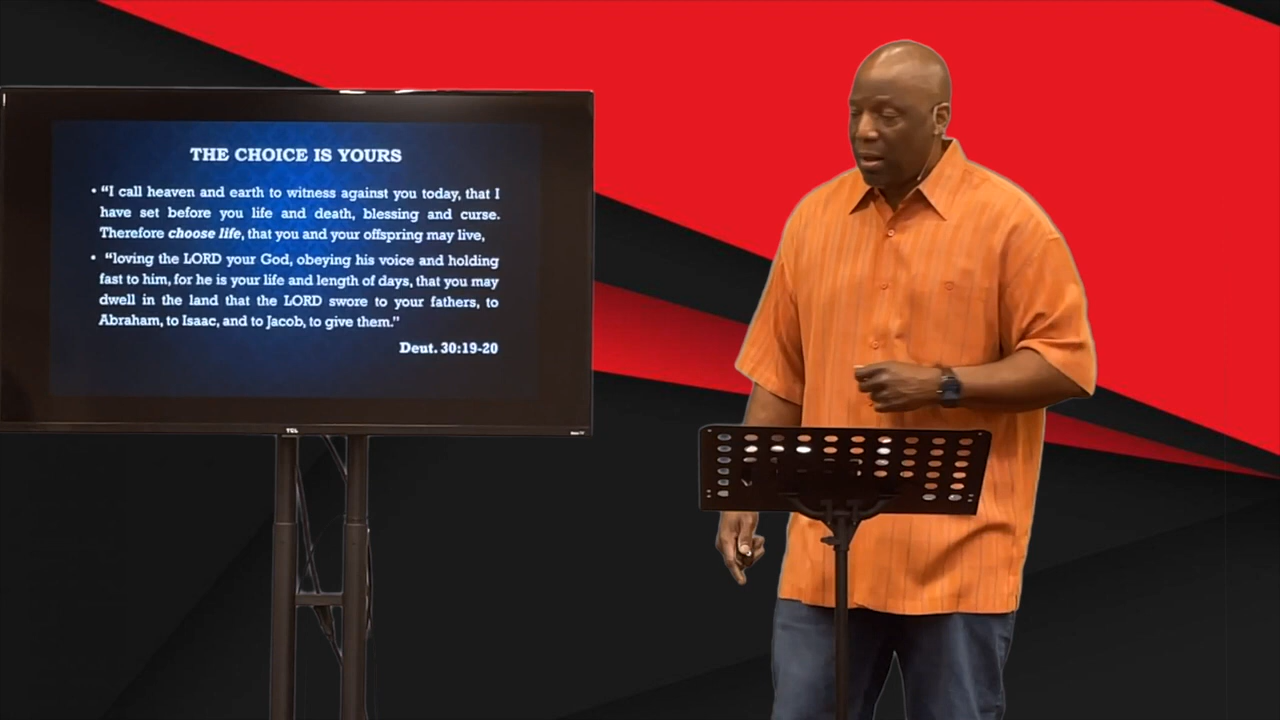 THE CHOICE IS YOURS
• “I call heaven and earth to witness against you today, that I
have set before you life and death, blessing and curse.
Therefore choose life, that you and your offspring may live,
• “loving the LORD your God, obeying his voice and holding
fast to him, for he is your life and length of days, that you may
dwell in the land that the LORD swore to your fathers, to
Abraham, to Isaac, and to Jacob, to give them.”
Deut. 30:19-20
TCL